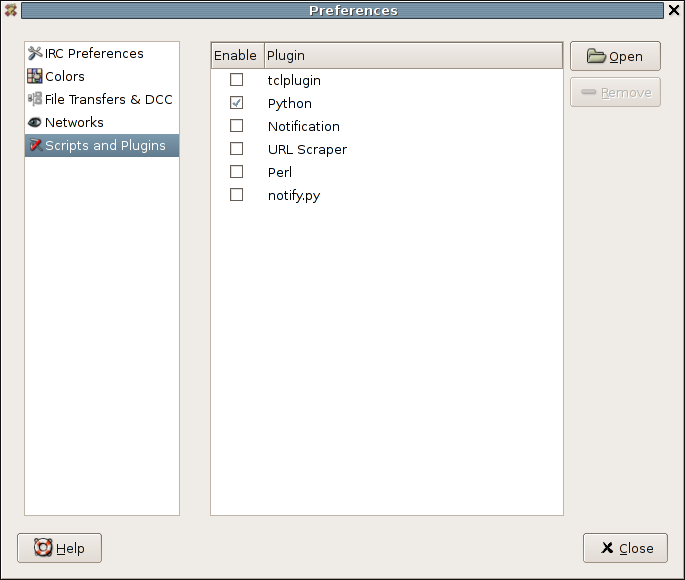 Preferences
IRC Preferences
Colors
File Transfers & DCC
Networks
Scripts and Plugins
Enable Plugin
tclplugin
Python
Notification
URL Scraper
Perl
notify.py
Open
Remove
Help
Close